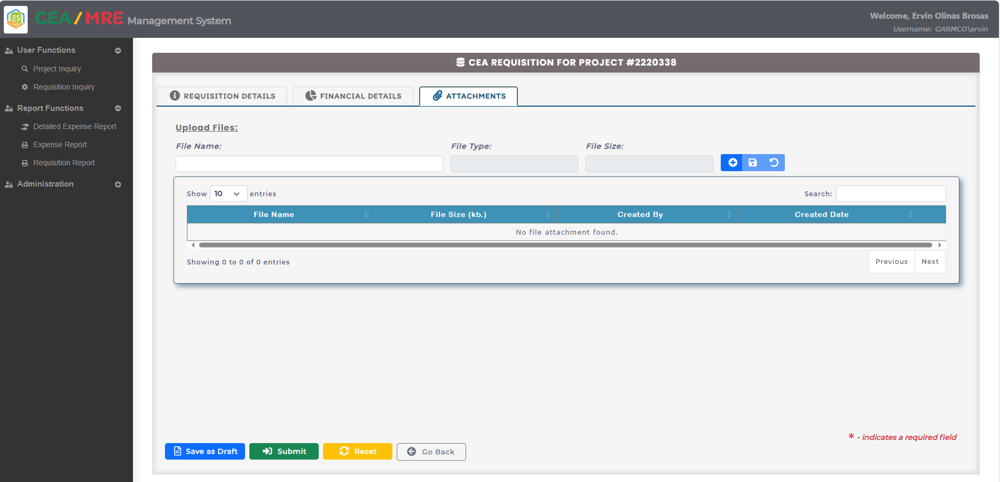 CEA/MRE Management System
Welcome, Ervin Olinas Brosas
Username: GARMCO\ervin
User Functions
Project Inquiry
Requisition Inquiry
Report Functions
Detailed Expense Report
Expense Report
Requisition Report
Administration
CEA REQUISITION FOR PROJECT #2220338
REQUISITION DETAILS
FINANCIAL DETAILS
ATTACHMENTS
Upload Files:
File Name:
File Type:
File Size:
Show 10 entries
Search:
File Name
File Size (kb.)
Created By
Created Date
No file attachment found.
Showing 0 to 0 of 0 entries
Previous
Next
* - indicates a required field
Save as Draft
Submit
Reset
Go Back